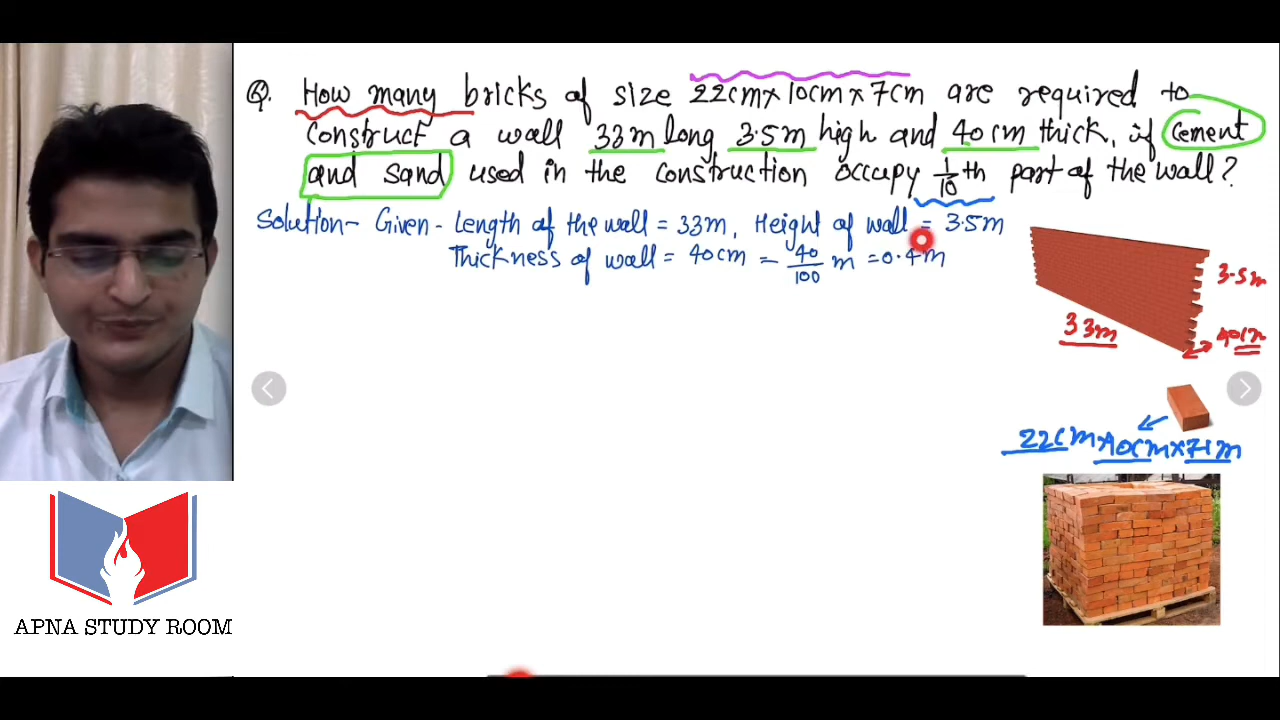 Q. How many bricks of size 22cm×10cm×7cm are required to
construct a wall 33m long 3.5m high and 40cm thick, if cement
and sand used in the construction occupy 1/10th part of the wall?
Solution- Given - Length of the wall = 33m, Height of wall = 3.5m
Thickness of wall = 40cm = 40/100 m = 0.4m
3.5m
33m
40cm
22cm×10cm×7cm
APNA STUDY ROOM